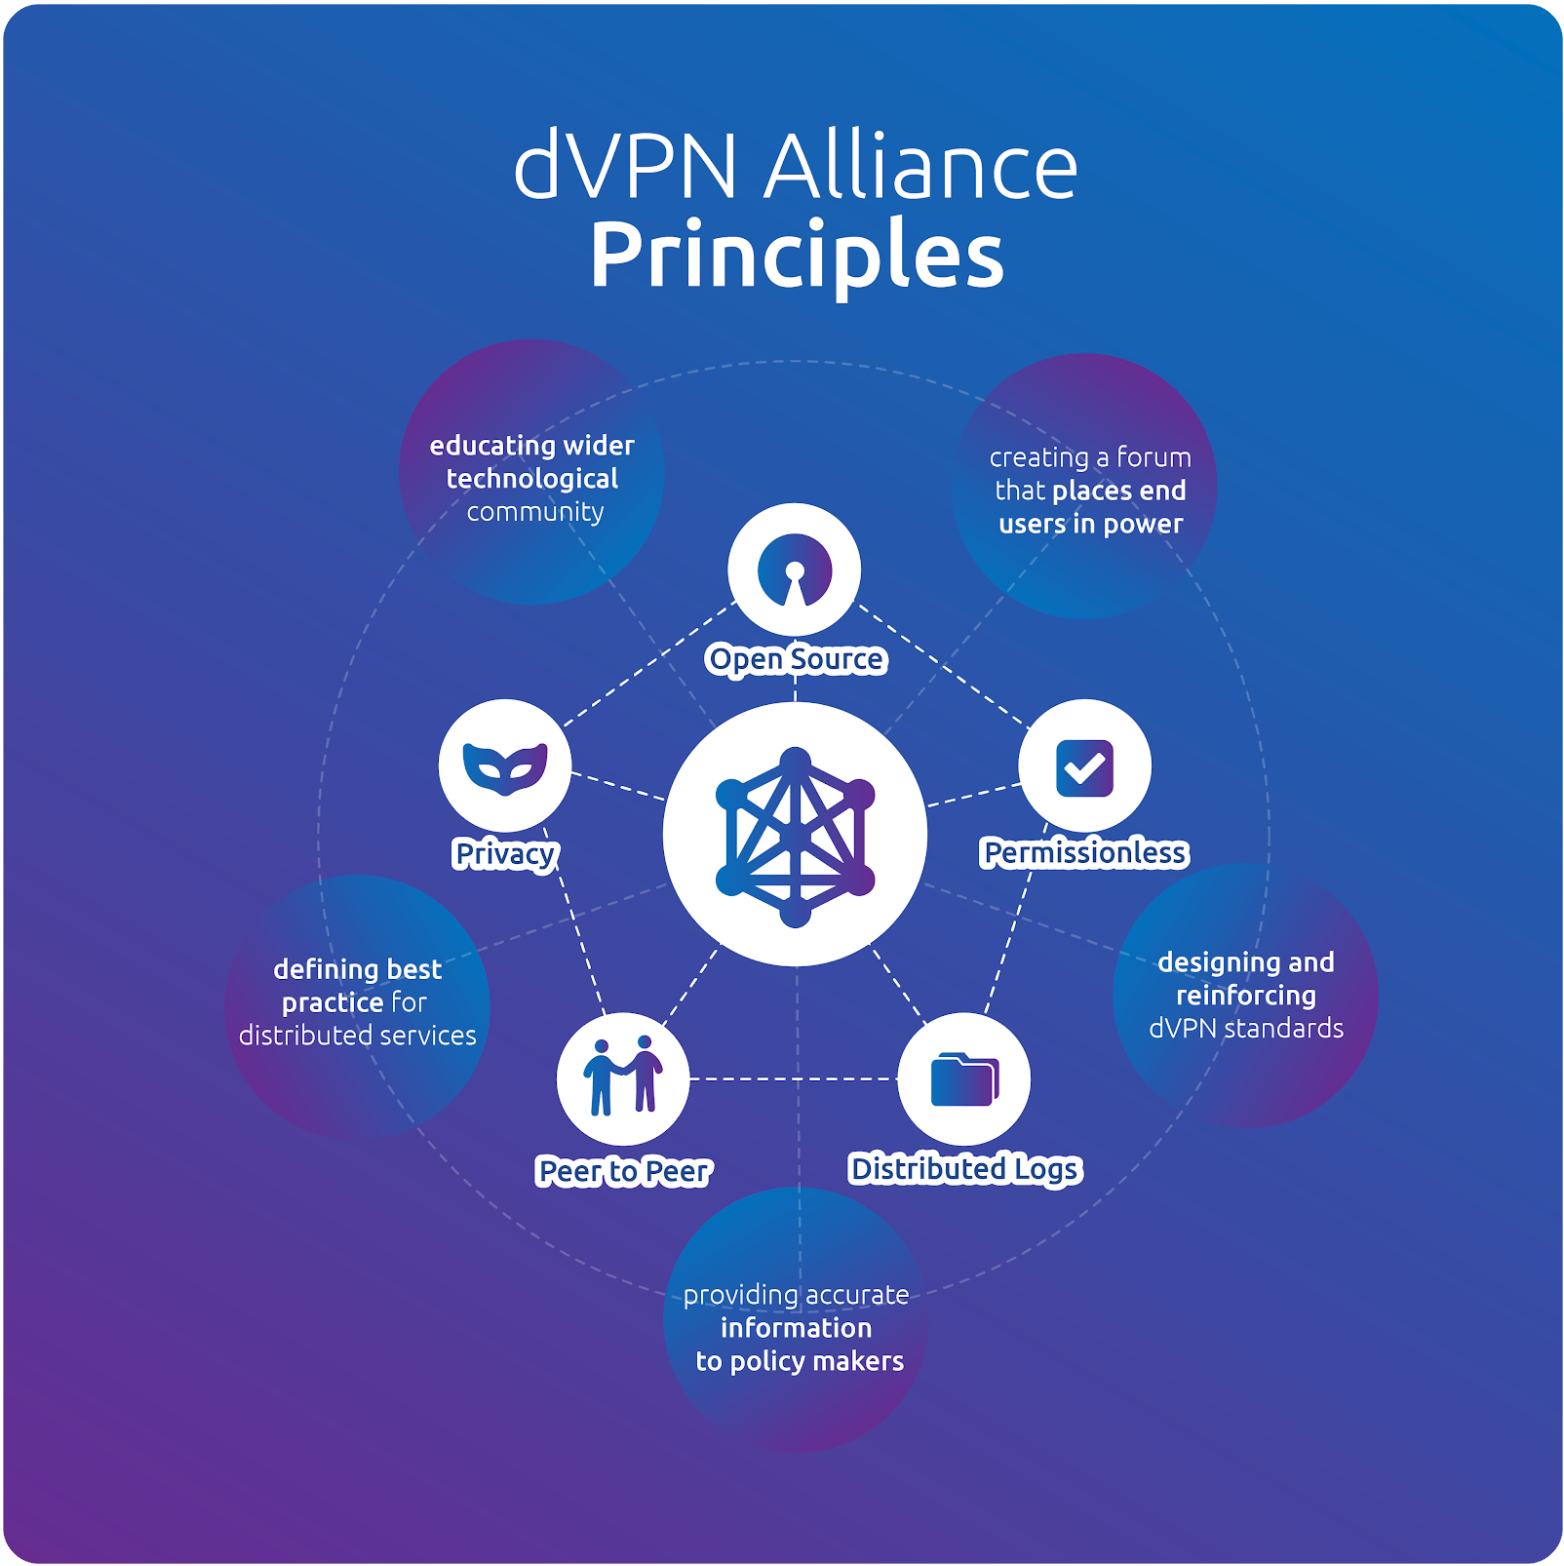 dVPN Alliance
Principles
educating wider
technological
community
creating a forum
that places end
users in power
Open Source
Privacy
Permissionless
defining best
practice for
distributed services
designing and
reinforcing
dVPN standards
Peer to Peer
Distributed Logs
providing accurate
information
to policy makers